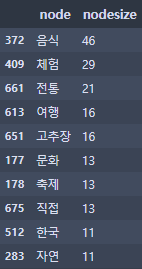 node nodesize
372 음식 46
409 체험 29
661 전통 21
613 여행 16
651 고추장 16
177 문화 13
178 축제 13
675 직접 13
512 한국 11
283 자연 11